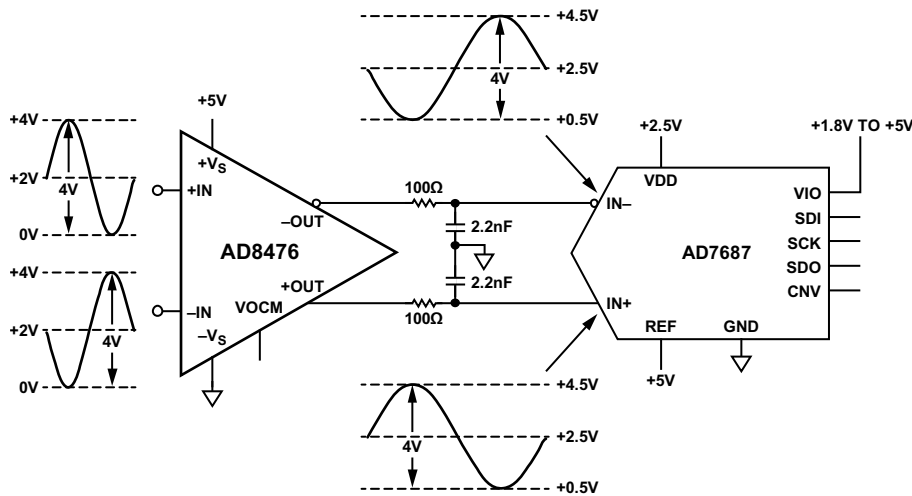 +4.5V
+2.5V
4V
+0.5V
+5V
+2.5V
+1.8V TO +5V
+4V
+2V
4V
0V
+VS
+IN
–OUT
AD8476
+OUT
VOCM
–IN
–VS
100Ω
2.2nF
2.2nF
100Ω
IN–
VDD
VIO
SDI
SCK
SDO
CNV
AD7687
IN+
REF
GND
+5V
+4V
+2V
4V
0V
+4.5V
+2.5V
4V
+0.5V